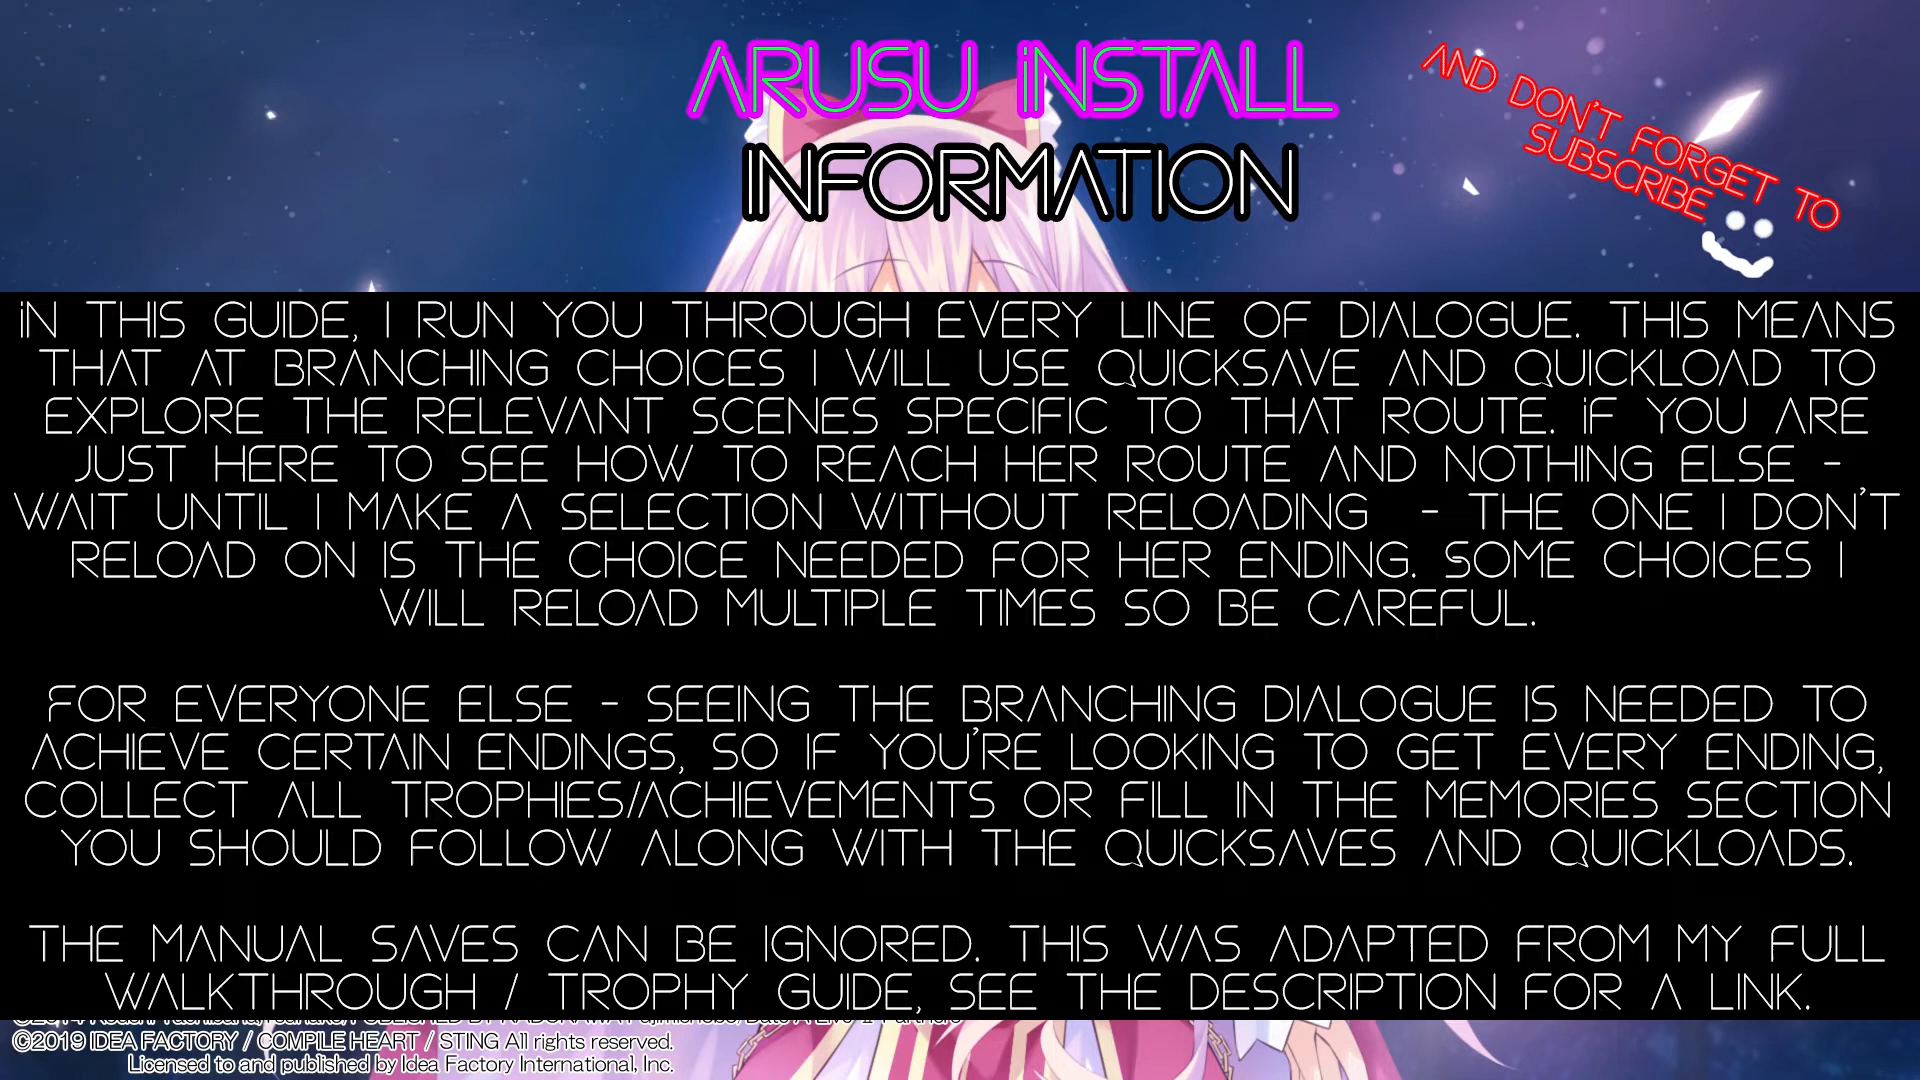 ARUSU INSTALL
INFORMATION
AND DON'T FORGET TO
SUBSCRIBE
IN THIS GUIDE, I RUN YOU THROUGH EVERY LINE OF DIALOGUE. THIS MEANS
THAT AT BRANCHING CHOICES I WILL USE QUICKSAVE AND QUICKLOAD TO
EXPLORE THE RELEVANT SCENES SPECIFIC TO THAT ROUTE. IF YOU ARE
JUST HERE TO SEE HOW TO REACH HER ROUTE AND NOTHING ELSE -
WAIT UNTIL I MAKE A SELECTION WITHOUT RELOADING - THE ONE I DON'T
RELOAD ON IS THE CHOICE NEEDED FOR HER ENDING. SOME CHOICES I
WILL RELOAD MULTIPLE TIMES SO BE CAREFUL.
FOR EVERYONE ELSE - SEEING THE BRANCHING DIALOGUE IS NEEDED TO
ACHIEVE CERTAIN ENDINGS, SO IF YOU'RE LOOKING TO GET EVERY ENDING,
COLLECT ALL TROPHIES/ACHIEVEMENTS OR FILL IN THE MEMORIES SECTION
YOU SHOULD FOLLOW ALONG WITH THE QUICKSAVES AND QUICKLOADS.
THE MANUAL SAVES CAN BE IGNORED. THIS WAS ADAPTED FROM MY FULL
WALKTHROUGH / TROPHY GUIDE, SEE THE DESCRIPTION FOR A LINK.
©2019 IDEA FACTORY / COMPILE HEART / STING All rights reserved.
Licensed to and published by Idea Factory International, Inc.